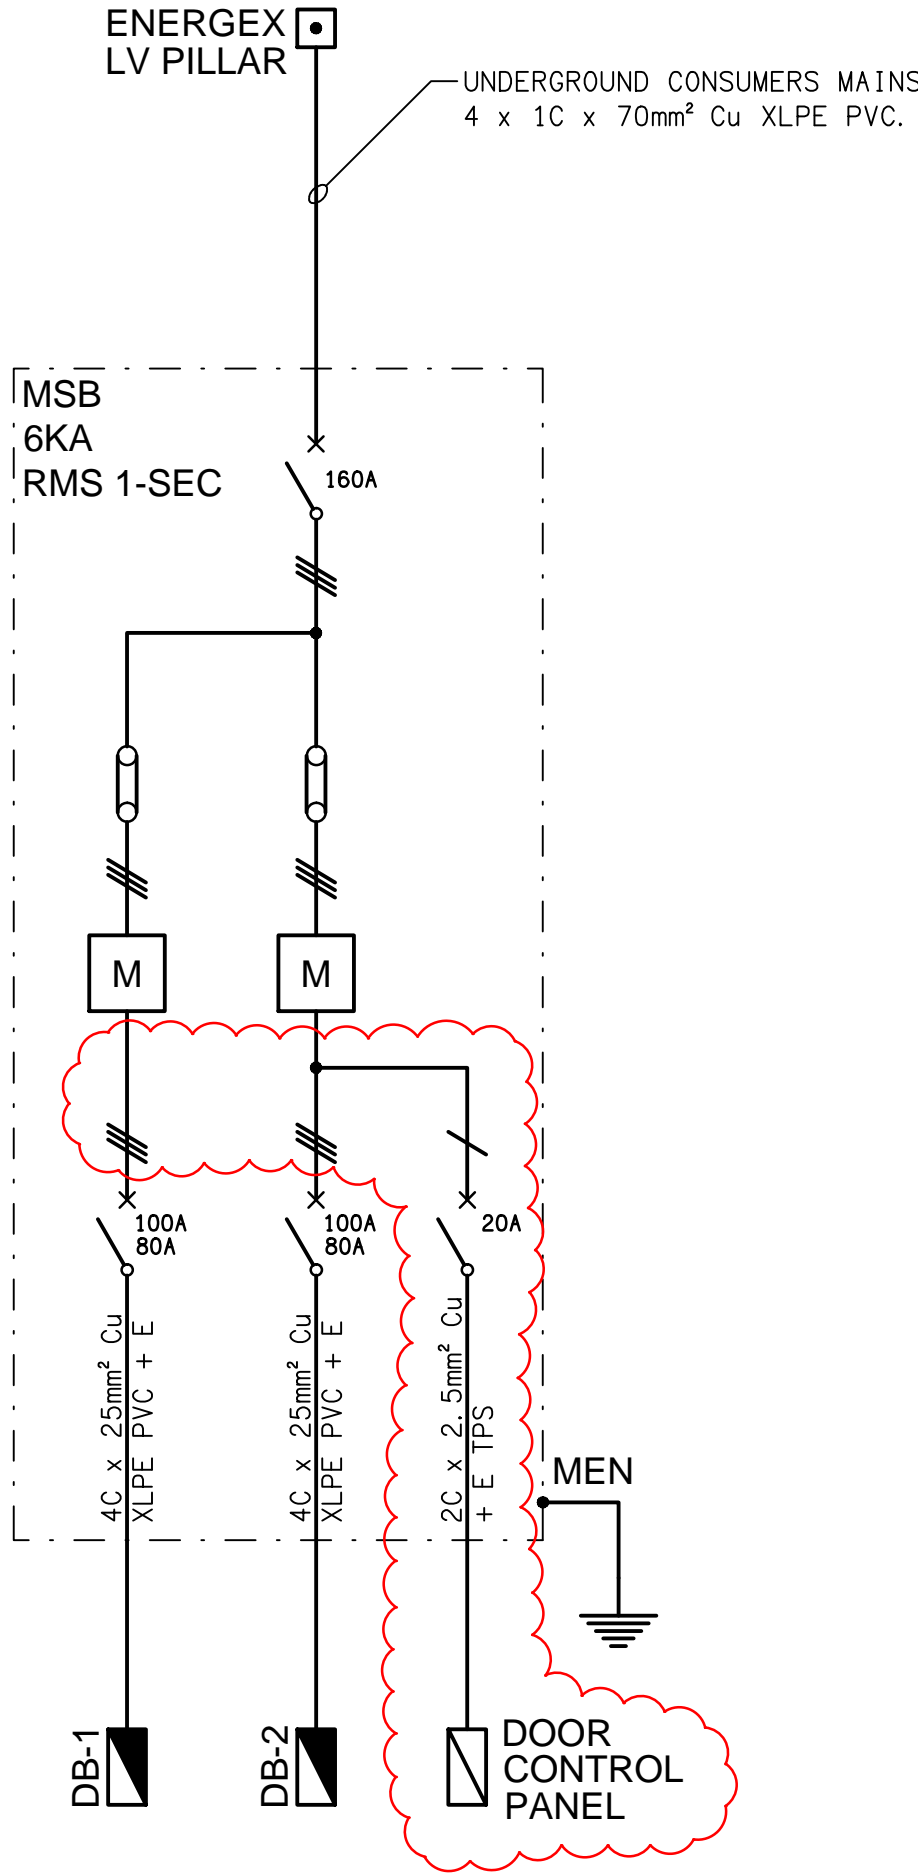 ENERGEX
LV PILLAR
UNDERGROUND CONSUMERS MAINS
4 x 1C x 70mm² Cu XLPE PVC.
MSB
6KA
RMS 1-SEC
160A
M
M
100A
80A
100A
80A
20A
4C x 25mm² Cu
XLPE PVC + E
4C x 25mm² Cu
XLPE PVC + E
2C x 2.5mm² Cu
+ E TPS
MEN
DB-1
DB-2
DOOR
CONTROL
PANEL